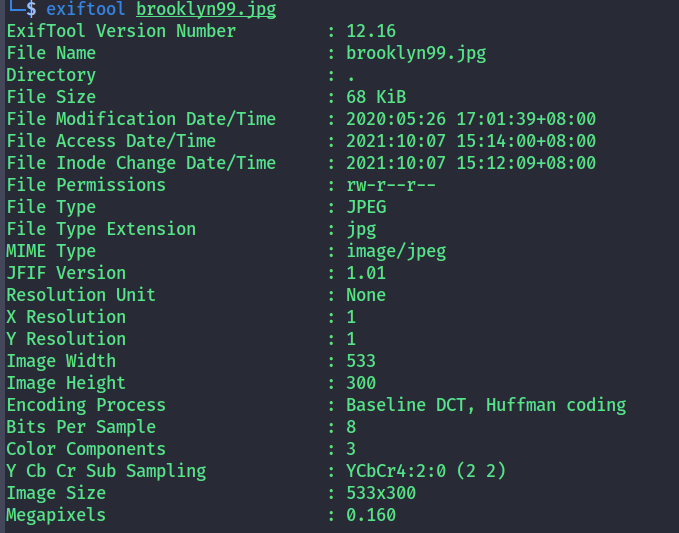 └─$ exiftool brooklyn99.jpg
ExifTool Version Number         : 12.16
File Name                       : brooklyn99.jpg
Directory                       : .
File Size                       : 68 KiB
File Modification Date/Time     : 2020:05:26 17:01:39+08:00
File Access Date/Time           : 2021:10:07 15:14:00+08:00
File Inode Change Date/Time     : 2021:10:07 15:12:09+08:00
File Permissions                : rw-r--r--
File Type                       : JPEG
File Type Extension             : jpg
MIME Type                       : image/jpeg
JFIF Version                    : 1.01
Resolution Unit                 : None
X Resolution                    : 1
Y Resolution                    : 1
Image Width                     : 533
Image Height                    : 300
Encoding Process                : Baseline DCT, Huffman coding
Bits Per Sample                 : 8
Color Components                : 3
Y Cb Cr Sub Sampling            : YCbCr4:2:0 (2 2)
Image Size                      : 533x300
Megapixels                      : 0.160